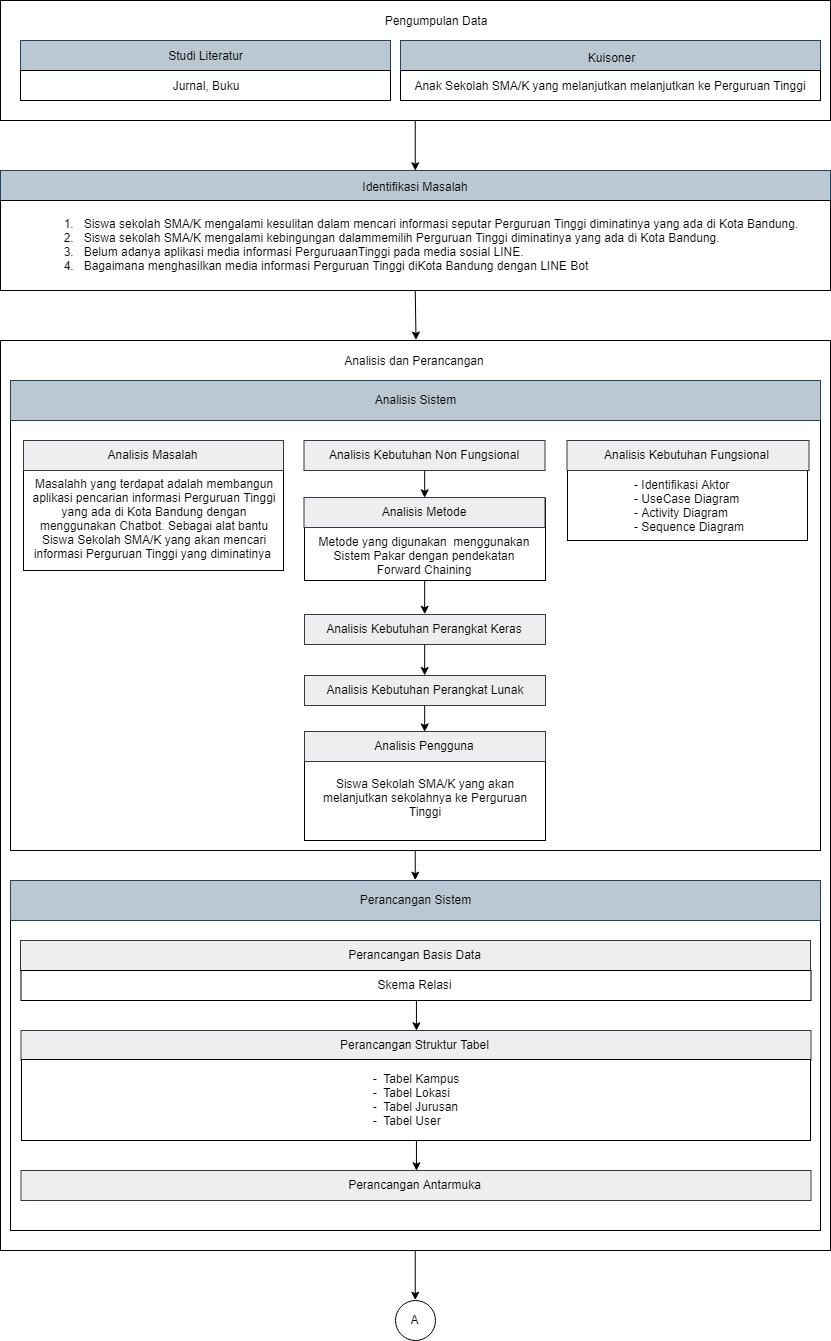 Pengumpulan Data
Studi Literatur
Jurnal, Buku
Kuisoner
Anak Sekolah SMA/K yang melanjutkan melanjutkan ke Perguruan Tinggi
Identifikasi Masalah
1. Siswa sekolah SMA/K mengalami kesulitan dalam mencari informasi seputar Perguruan Tinggi diminatinya yang ada di Kota Bandung.
2. Siswa sekolah SMA/K mengalami kebingungan dalammemilih Perguruan Tinggi diminatinya yang ada di Kota Bandung.
3. Belum adanya aplikasi media informasi PerguruaanTinggi pada media sosial LINE.
4. Bagaimana menghasilkan media informasi Perguruan Tinggi diKota Bandung dengan LINE Bot
Analisis dan Perancangan
Analisis Sistem
Analisis Masalah
Masalahh yang terdapat adalah membangun
aplikasi pencarian informasi Perguruan Tinggi
yang ada di Kota Bandung dengan
menggunakan Chatbot. Sebagai alat bantu
Siswa Sekolah SMA/K yang akan mencari
informasi Perguruan Tinggi yang diminatinya
Analisis Kebutuhan Non Fungsional
Analisis Metode
Metode yang digunakan menggunakan
Sistem Pakar dengan pendekatan
Forward Chaining
Analisis Kebutuhan Perangkat Keras
Analisis Kebutuhan Perangkat Lunak
Analisis Pengguna
Siswa Sekolah SMA/K yang akan
melanjutkan sekolahnya ke Perguruan
Tinggi
Analisis Kebutuhan Fungsional
- Identifikasi Aktor
- UseCase Diagram
- Activity Diagram
- Sequence Diagram
Perancangan Sistem
Perancangan Basis Data
Skema Relasi
Perancangan Struktur Tabel
- Tabel Kampus
- Tabel Lokasi
- Tabel Jurusan
- Tabel User
Perancangan Antarmuka
A